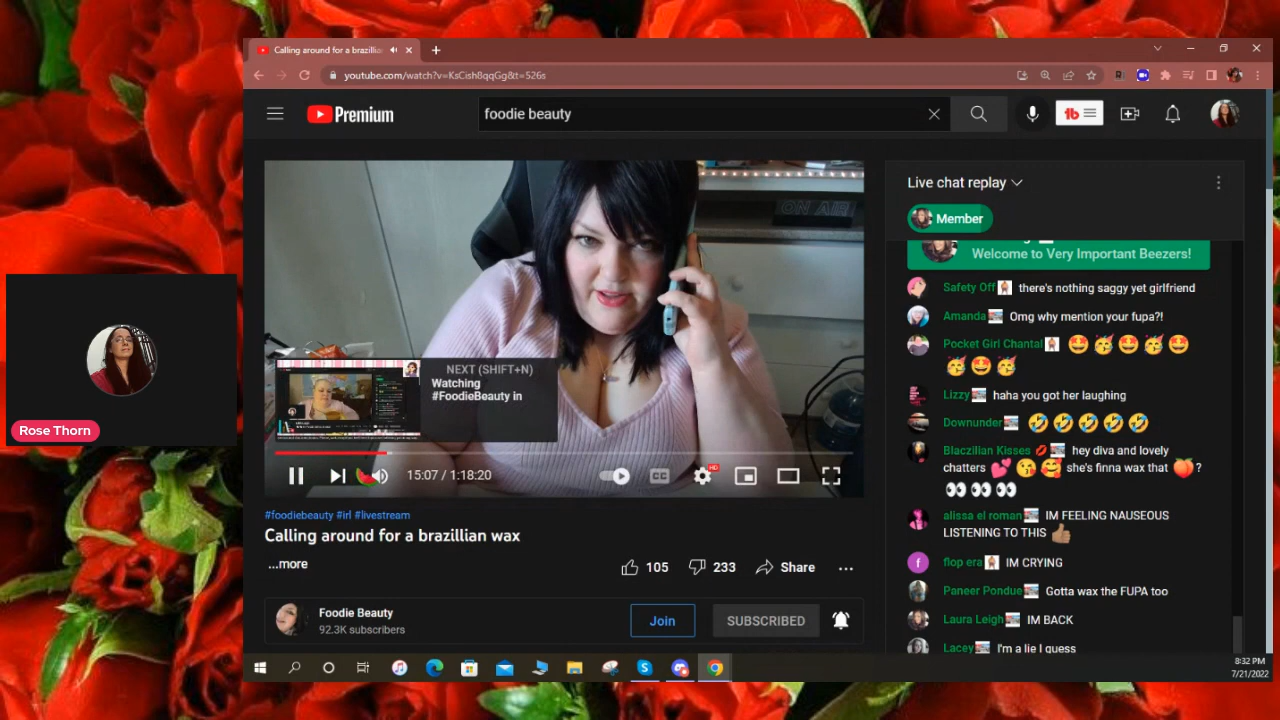 Calling around for a brazillian
youtube.com/watch?v=KsCish8qqGg&t=526s
Premium
foodie beauty
Live chat replay
Member
Welcome to Very Important Beezers!
Safety Off there's nothing saggy yet girlfriend
Amanda Omg why mention your fupa?!
Pocket Girl Chantal
Lizzy haha you got her laughing
Downunder
Blaczilian Kisses 💋 hey diva and lovely
chatters 💕😘🥰 she's finna wax that 🍑?
alissa el roman IM FEELING NAUSEOUS
LISTENING TO THIS
flop era IM CRYING
Paneer Pondue Gotta wax the FUPA too
Laura Leigh IM BACK
Lacey I'm a lie I guess
ON AIR
NEXT (SHIFT+N)
Watching
#FoodieBeauty in
15:07 / 1:18:20
CC
HD
#foodiebeauty #irl #livestream
Calling around for a brazillian wax
...more
105
233
Share
Foodie Beauty
92.3K subscribers
Join
SUBSCRIBED
Rose Thorn
8:32 PM
7/21/2022